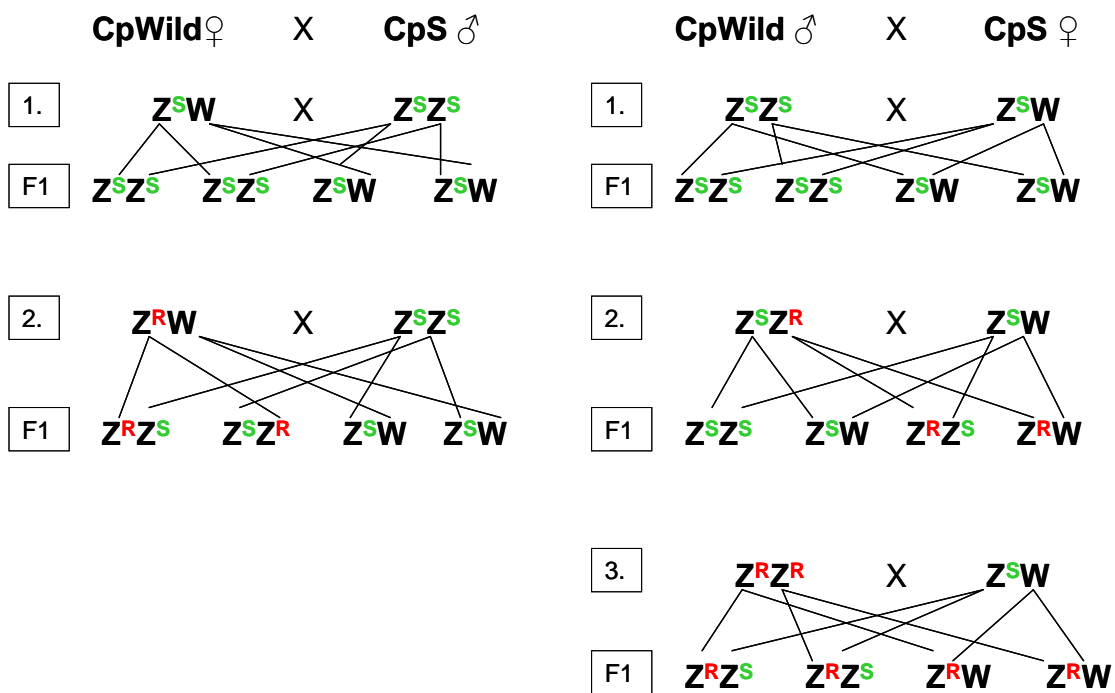 CpWild♀ X CpS ♂
1.
ZSW X ZSZS
F1
ZSZS ZSZS ZSW ZSW
2.
ZRW X ZSZS
F1
ZRZS ZSZR ZSW ZSW
CpWild ♂ X CpS ♀
1.
ZSZS X ZSW
F1
ZSZS ZSZS ZSW ZSW
2.
ZSZR X ZSW
F1
ZSZS ZSW ZRZS ZRW
3.
ZRZR X ZSW
F1
ZRZS ZRZS ZRW ZRW